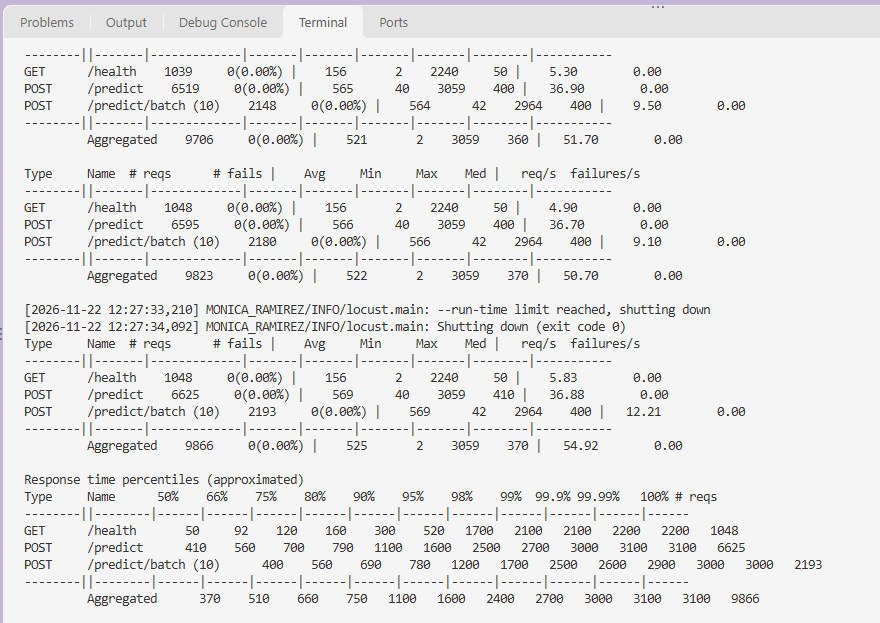 Problems Output Debug Console Terminal Ports
--------||-------|-------------|-------|-------|-------|-------|--------|-----------
GET /health 1039 0(0.00%) | 156 2 2240 50 | 5.30 0.00
POST /predict 6519 0(0.00%) | 565 40 3059 400 | 36.90 0.00
POST /predict/batch (10) 2148 0(0.00%) | 564 42 2964 400 | 9.50 0.00
--------||-------|-------------|-------|-------|-------|-------|--------|-----------
Aggregated 9706 0(0.00%) | 521 2 3059 360 | 51.70 0.00
Type Name # reqs # fails | Avg Min Max Med | req/s failures/s
--------||-------|-------------|-------|-------|-------|-------|--------|-----------
GET /health 1048 0(0.00%) | 156 2 2240 50 | 4.90 0.00
POST /predict 6595 0(0.00%) | 566 40 3059 400 | 36.70 0.00
POST /predict/batch (10) 2180 0(0.00%) | 566 42 2964 400 | 9.10 0.00
--------||-------|-------------|-------|-------|-------|-------|--------|-----------
Aggregated 9823 0(0.00%) | 522 2 3059 370 | 50.70 0.00
[2026-11-22 12:27:33,210] MONICA_RAMIREZ/INFO/locust.main: --run-time limit reached, shutting down
[2026-11-22 12:27:34,092] MONICA_RAMIREZ/INFO/locust.main: Shutting down (exit code 0)
Type Name # reqs # fails | Avg Min Max Med | req/s failures/s
--------||-------|-------------|-------|-------|-------|-------|--------|-----------
GET /health 1048 0(0.00%) | 156 2 2240 50 | 5.83 0.00
POST /predict 6625 0(0.00%) | 569 40 3059 410 | 36.88 0.00
POST /predict/batch (10) 2193 0(0.00%) | 569 42 2964 400 | 12.21 0.00
--------||-------|-------------|-------|-------|-------|-------|--------|-----------
Aggregated 9866 0(0.00%) | 525 2 3059 370 | 54.92 0.00
Response time percentiles (approximated)
Type Name 50% 66% 75% 80% 90% 95% 98% 99% 99.9% 99.99% 100% # reqs
--------||--------|------|------|------|------|------|------|------|------|------|------|------
GET /health 50 92 120 160 300 520 1700 2100 2100 2200 2200 1048
POST /predict 410 560 700 790 1100 1600 2500 2700 3000 3100 3100 6625
POST /predict/batch (10) 400 560 690 780 1200 1700 2500 2600 2900 3000 3000 2193
--------||--------|------|------|------|------|------|------|------|------|------|------|------
Aggregated 370 510 660 750 1100 1600 2400 2700 3000 3100 3100 9866